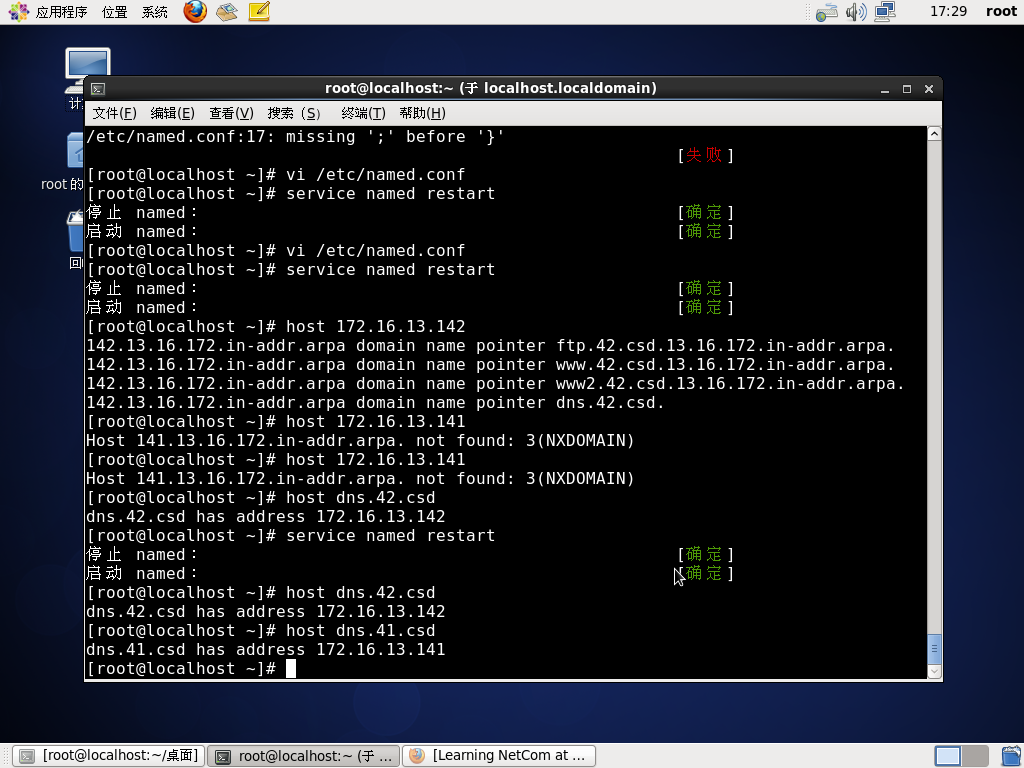 应用程序 位置 系统 17:29 root
root@localhost:~ (于 localhost.localdomain)
文件(F) 编辑(E) 查看(V) 搜索 (S) 终端(T) 帮助(H)
/etc/named.conf:17: missing ';' before '}'
[失败]
[root@localhost ~]# vi /etc/named.conf
[root@localhost ~]# service named restart
停止 named： [确定]
启动 named： [确定]
[root@localhost ~]# vi /etc/named.conf
[root@localhost ~]# service named restart
停止 named： [确定]
启动 named： [确定]
[root@localhost ~]# host 172.16.13.142
142.13.16.172.in-addr.arpa domain name pointer ftp.42.csd.13.16.172.in-addr.arpa.
142.13.16.172.in-addr.arpa domain name pointer www.42.csd.13.16.172.in-addr.arpa.
142.13.16.172.in-addr.arpa domain name pointer www2.42.csd.13.16.172.in-addr.arpa.
142.13.16.172.in-addr.arpa domain name pointer dns.42.csd.
[root@localhost ~]# host 172.16.13.141
Host 141.13.16.172.in-addr.arpa. not found: 3(NXDOMAIN)
[root@localhost ~]# host 172.16.13.141
Host 141.13.16.172.in-addr.arpa. not found: 3(NXDOMAIN)
[root@localhost ~]# host dns.42.csd
dns.42.csd has address 172.16.13.142
[root@localhost ~]# service named restart
停止 named： [确定]
启动 named： [确定]
[root@localhost ~]# host dns.42.csd
dns.42.csd has address 172.16.13.142
[root@localhost ~]# host dns.41.csd
dns.41.csd has address 172.16.13.141
[root@localhost ~]#
计
root 的
回
[root@localhost:~/桌面] root@localhost:~ (于 ... [Learning NetCom at ...